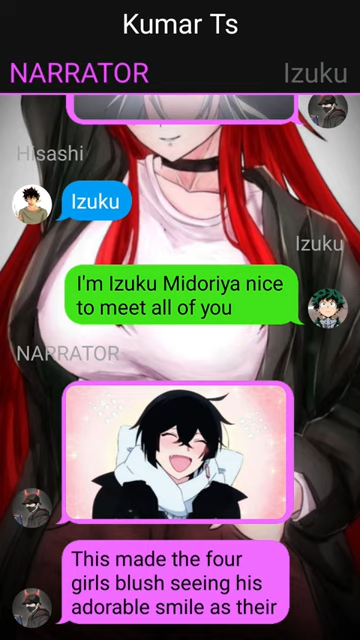 Kumar Ts
NARRATOR
Izuku
Hisashi
Izuku
Izuku
I'm Izuku Midoriya nice
to meet all of you
NARRATOR
This made the four
girls blush seeing his
adorable smile as their